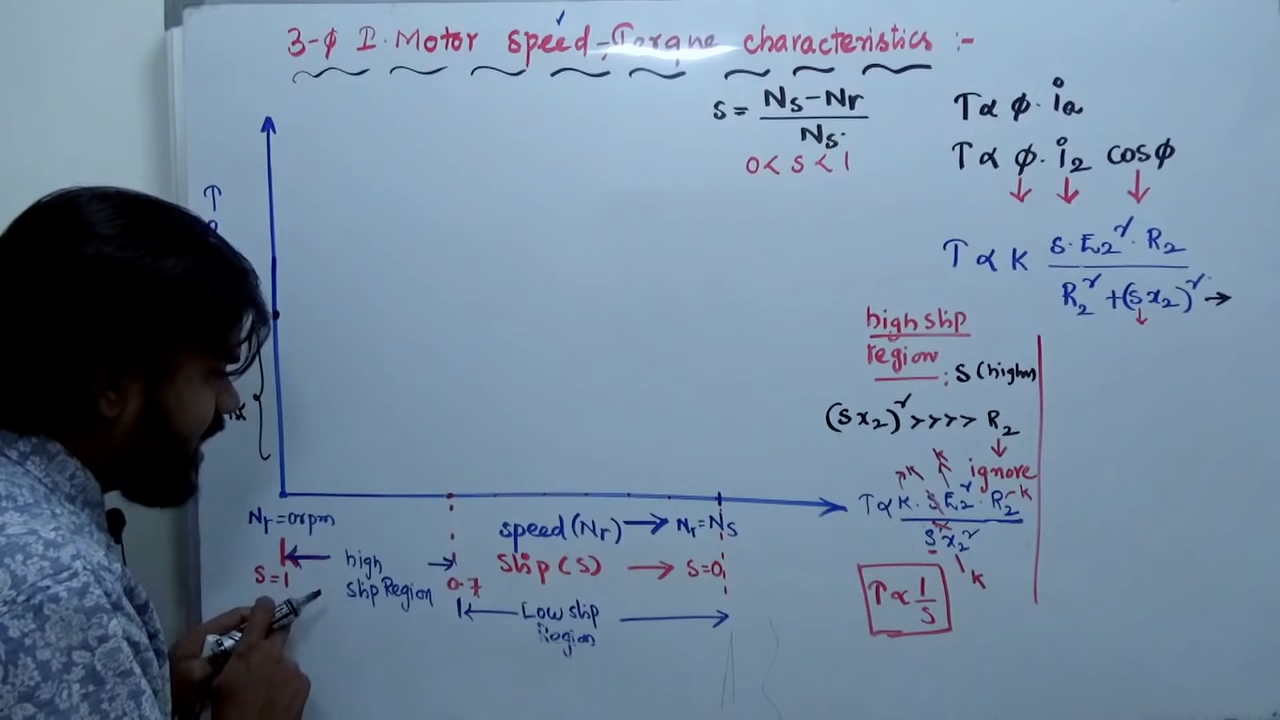 3-φ I.Motor speed-Torque characteristics :-
S = Ns-Nr / Ns
0 < S < 1
T ∝ φ. ia
T ∝ φ. i2 cosφ
T ∝ K S.E2². R2 / R2² + (Sx2)² →
high slip
region : S (high)
(Sx2)² >>>> R2
ignore
T ∝ K. S E2². R2 - K
S² x2²
K
T ∝ 1/S
Nr=0rpm
speed (Nr) → Nr=Ns
S=1
high
slip Region
0.7
Slip (S) → S=0
Low slip
Region